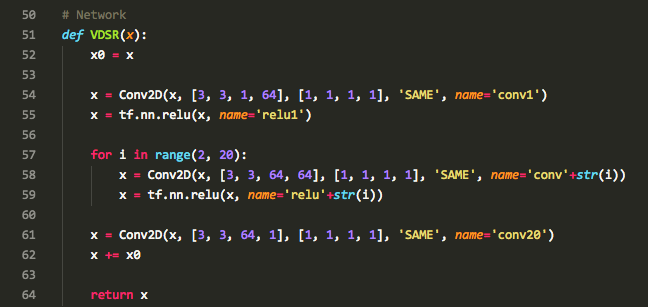 50 # Network
51 def VDSR(x):
52     x0 = x
53
54     x = Conv2D(x, [3, 3, 1, 64], [1, 1, 1, 1], 'SAME', name='conv1')
55     x = tf.nn.relu(x, name='relu1')
56
57     for i in range(2, 20):
58         x = Conv2D(x, [3, 3, 64, 64], [1, 1, 1, 1], 'SAME', name='conv'+str(i))
59         x = tf.nn.relu(x, name='relu'+str(i))
60
61     x = Conv2D(x, [3, 3, 64, 1], [1, 1, 1, 1], 'SAME', name='conv20')
62     x += x0
63
64     return x